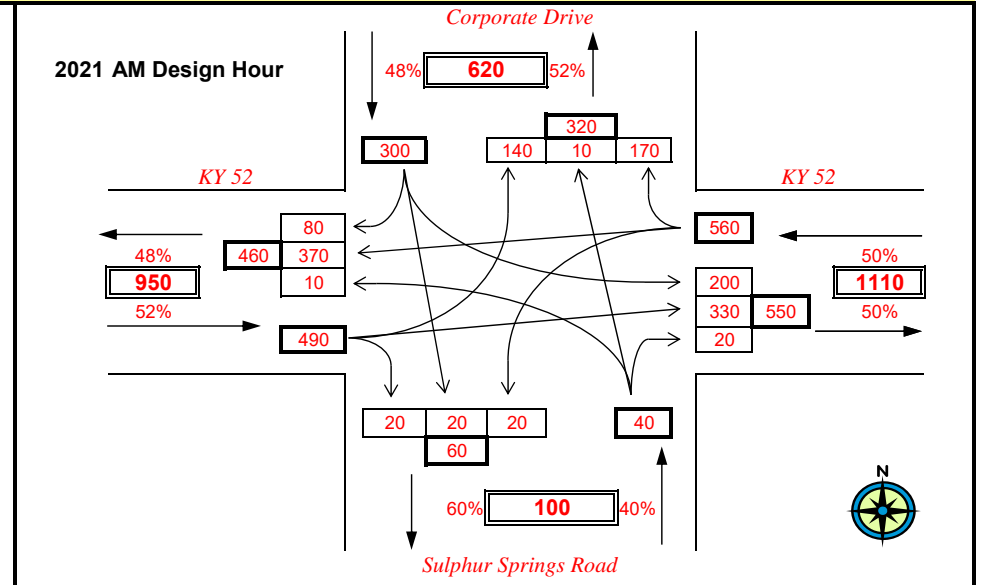 Corporate Drive
2021 AM Design Hour
48% 620 52%
320
300 140 10 170
KY 52 KY 52
80 560
48% 460 370 50%
950 10 200 1110
52% 330 550 50%
490 20
20 20 20 40
60
N
60% 100 40%
Sulphur Springs Road